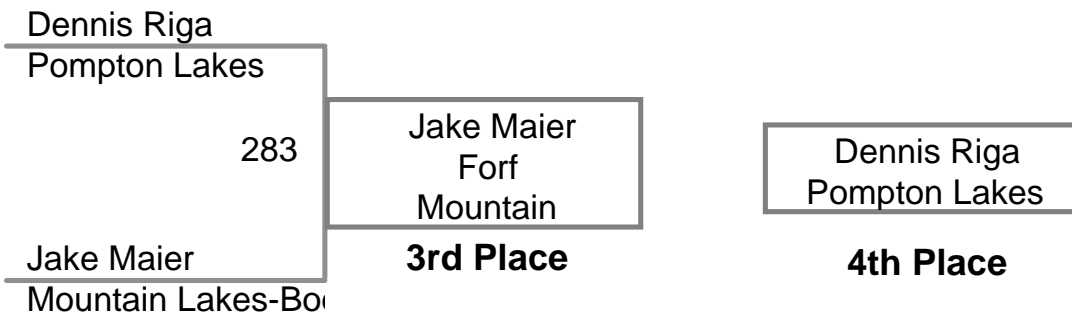 Dennis Riga
Pompton Lakes
283
Jake Maier
Mountain Lakes-Bo
Jake Maier
Forf
Mountain
3rd Place
Dennis Riga
Pompton Lakes
4th Place